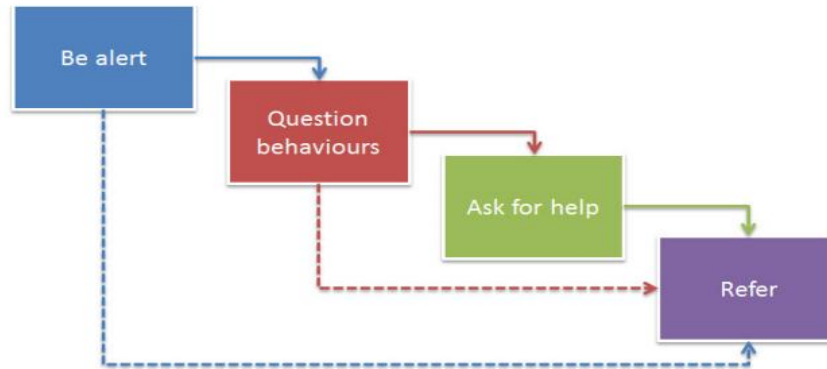 Be alert
Question
behaviours
Ask for help
Refer